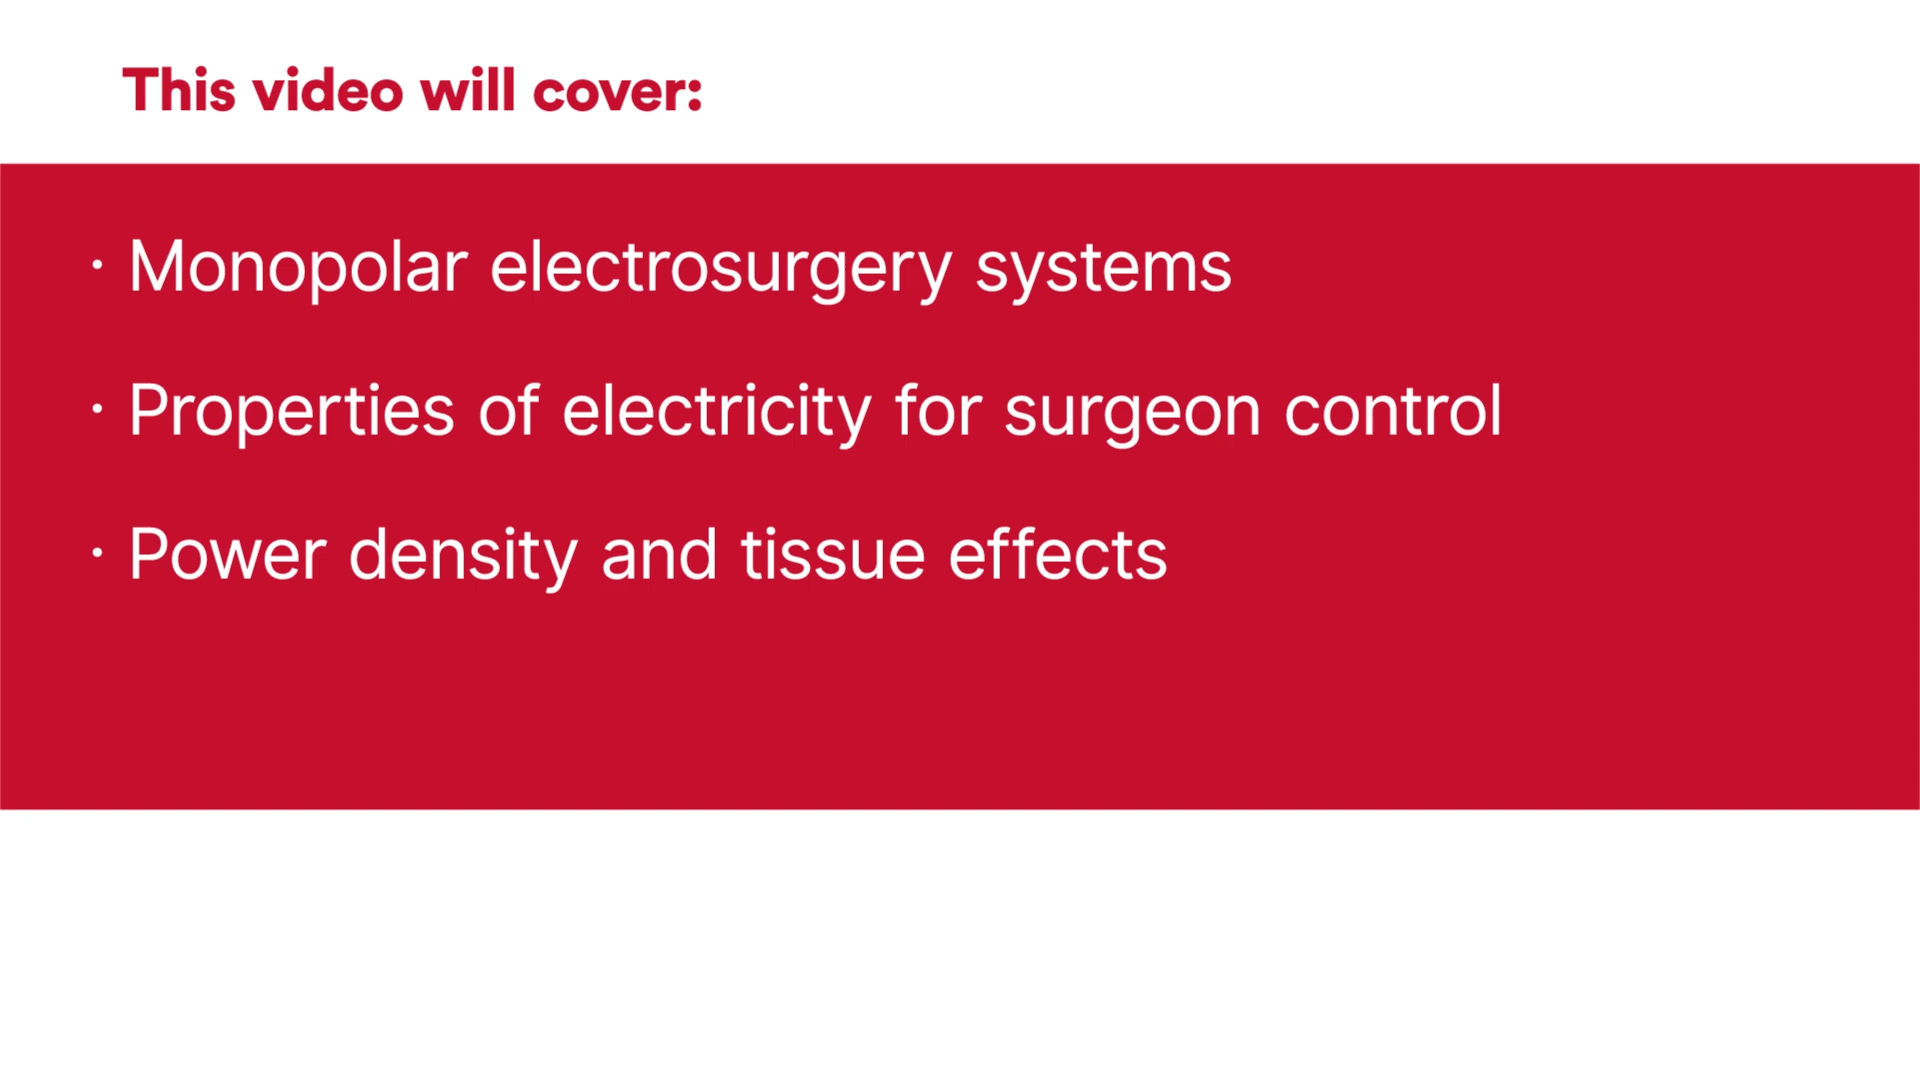 This video will cover:
· Monopolar electrosurgery systems
· Properties of electricity for surgeon control
· Power density and tissue effects